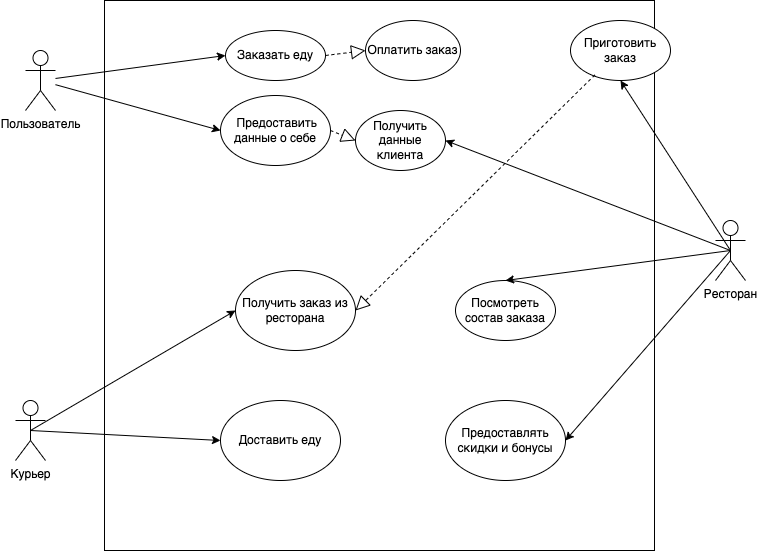 Заказать еду
Оплатить заказ
Приготовить
заказ
Пользователь
Предоставить
данные о себе
Получить
данные
клиента
Получить заказ из
ресторана
Посмотреть
состав заказа
Ресторан
Доставить еду
Предоставлять
скидки и бонусы
Курьер